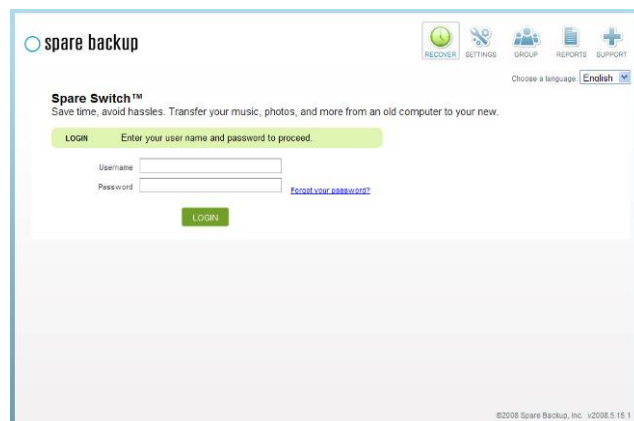 spare backup
RECOVER SETTINGS GROUP REPORTS SUPPORT
Choose a language: English
Spare Switch™
Save time, avoid hassles. Transfer your music, photos, and more from an old computer to your new.
LOGIN Enter your user name and password to proceed.
Username
Password Forgot your password?
LOGIN
©2008 Spare Backup, Inc. v2008.5.15.1